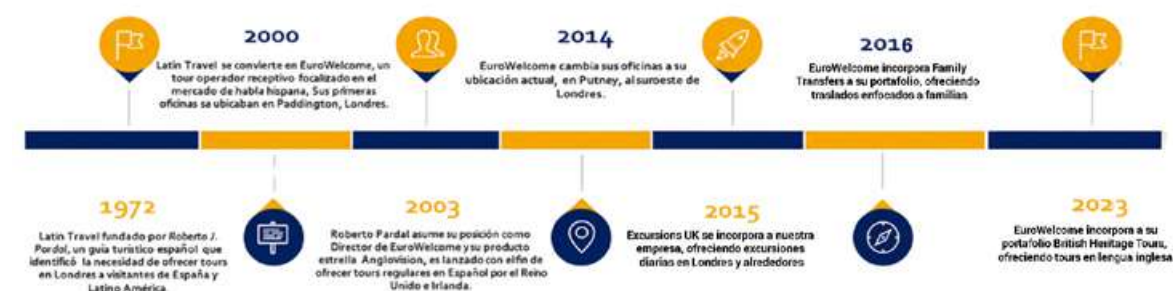 2000
Latin Travel se convierte en EuroWelcome, un
tour operador receptivo focalizado en el
mercado de habla hispana, Sus primeras
oficinas se ubicaban en Paddington, Londres.
2014
EuroWelcome cambia sus oficinas a su
ubicación actual, en Putney, al suroeste de
Londres.
2016
EuroWelcome incorpora Family
Transfers a su portafolio, ofreciendo
traslados enfocados a familias
1972
Latin Travel fundado por Roberto J.
Pardal, un guía turístico español que
identificó la necesidad de ofrecer tours
en Londres a visitantes de España y
Latino América.
2003
Roberto Pardal asume su posición como
Director de EuroWelcome y su producto
estrella Anglovision, es lanzado con el fin de
ofrecer tours regulares en Español por el Reino
Unido e Irlanda.
2015
Excursions UK se incorpora a nuestra
empresa, ofreciendo excursiones
diarias en Londres y alrededores
2023
EuroWelcome incorpora a su
portafolio British Heritage Tours,
ofreciendo tours en lengua inglesa